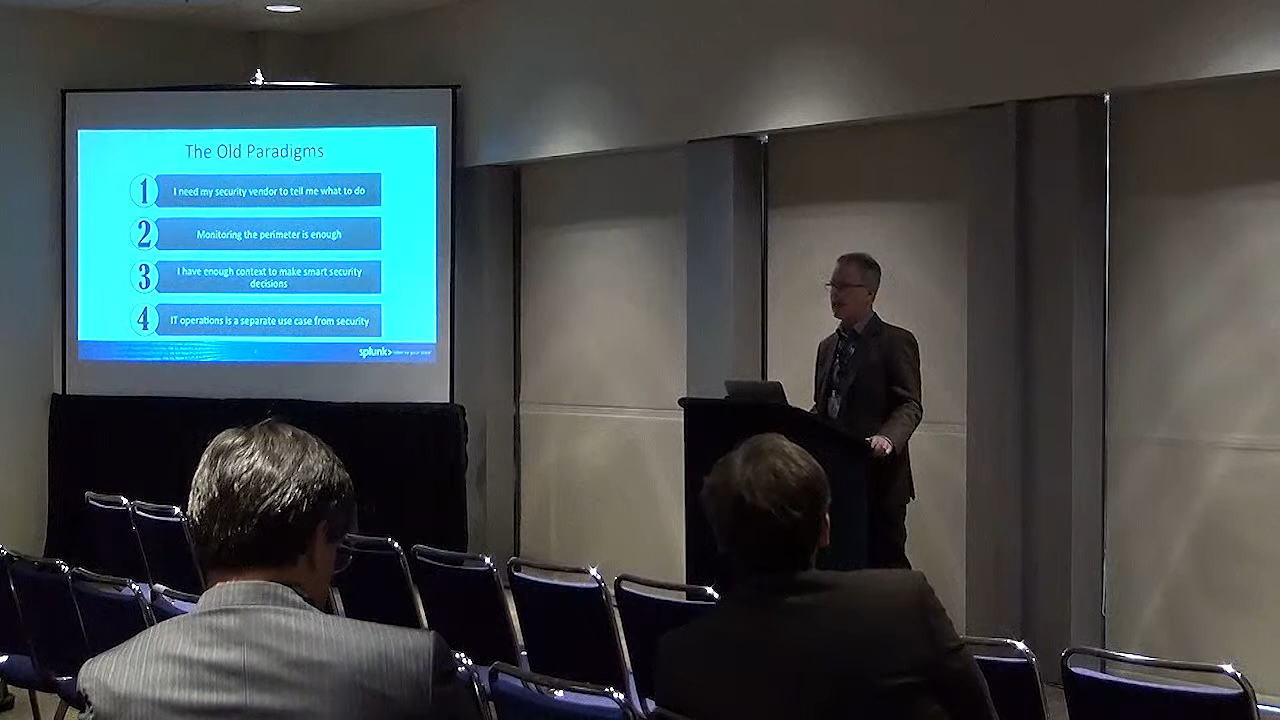 The Old Paradigms
1 I need my security vendor to tell me what to do
2 Monitoring the perimeter is enough
3 I have enough context to make smart security
decisions
4 IT operations is a separate use case from security
splunk>